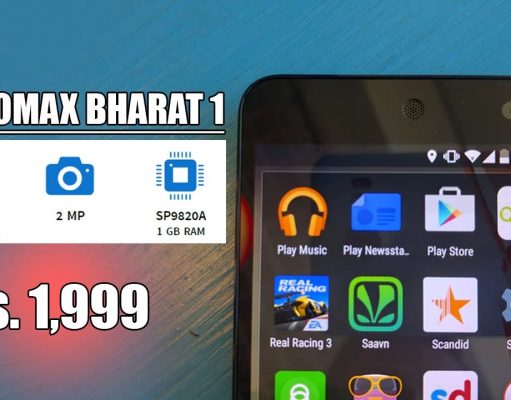 OMAX BHARAT 1
2 MP
SP9820A
1 GB RAM
s. 1,999
Play Music
Play Newssta..
Play Store
REAL
RACING
EA
Real Racing 3
Saavn
Scandid
S
sd